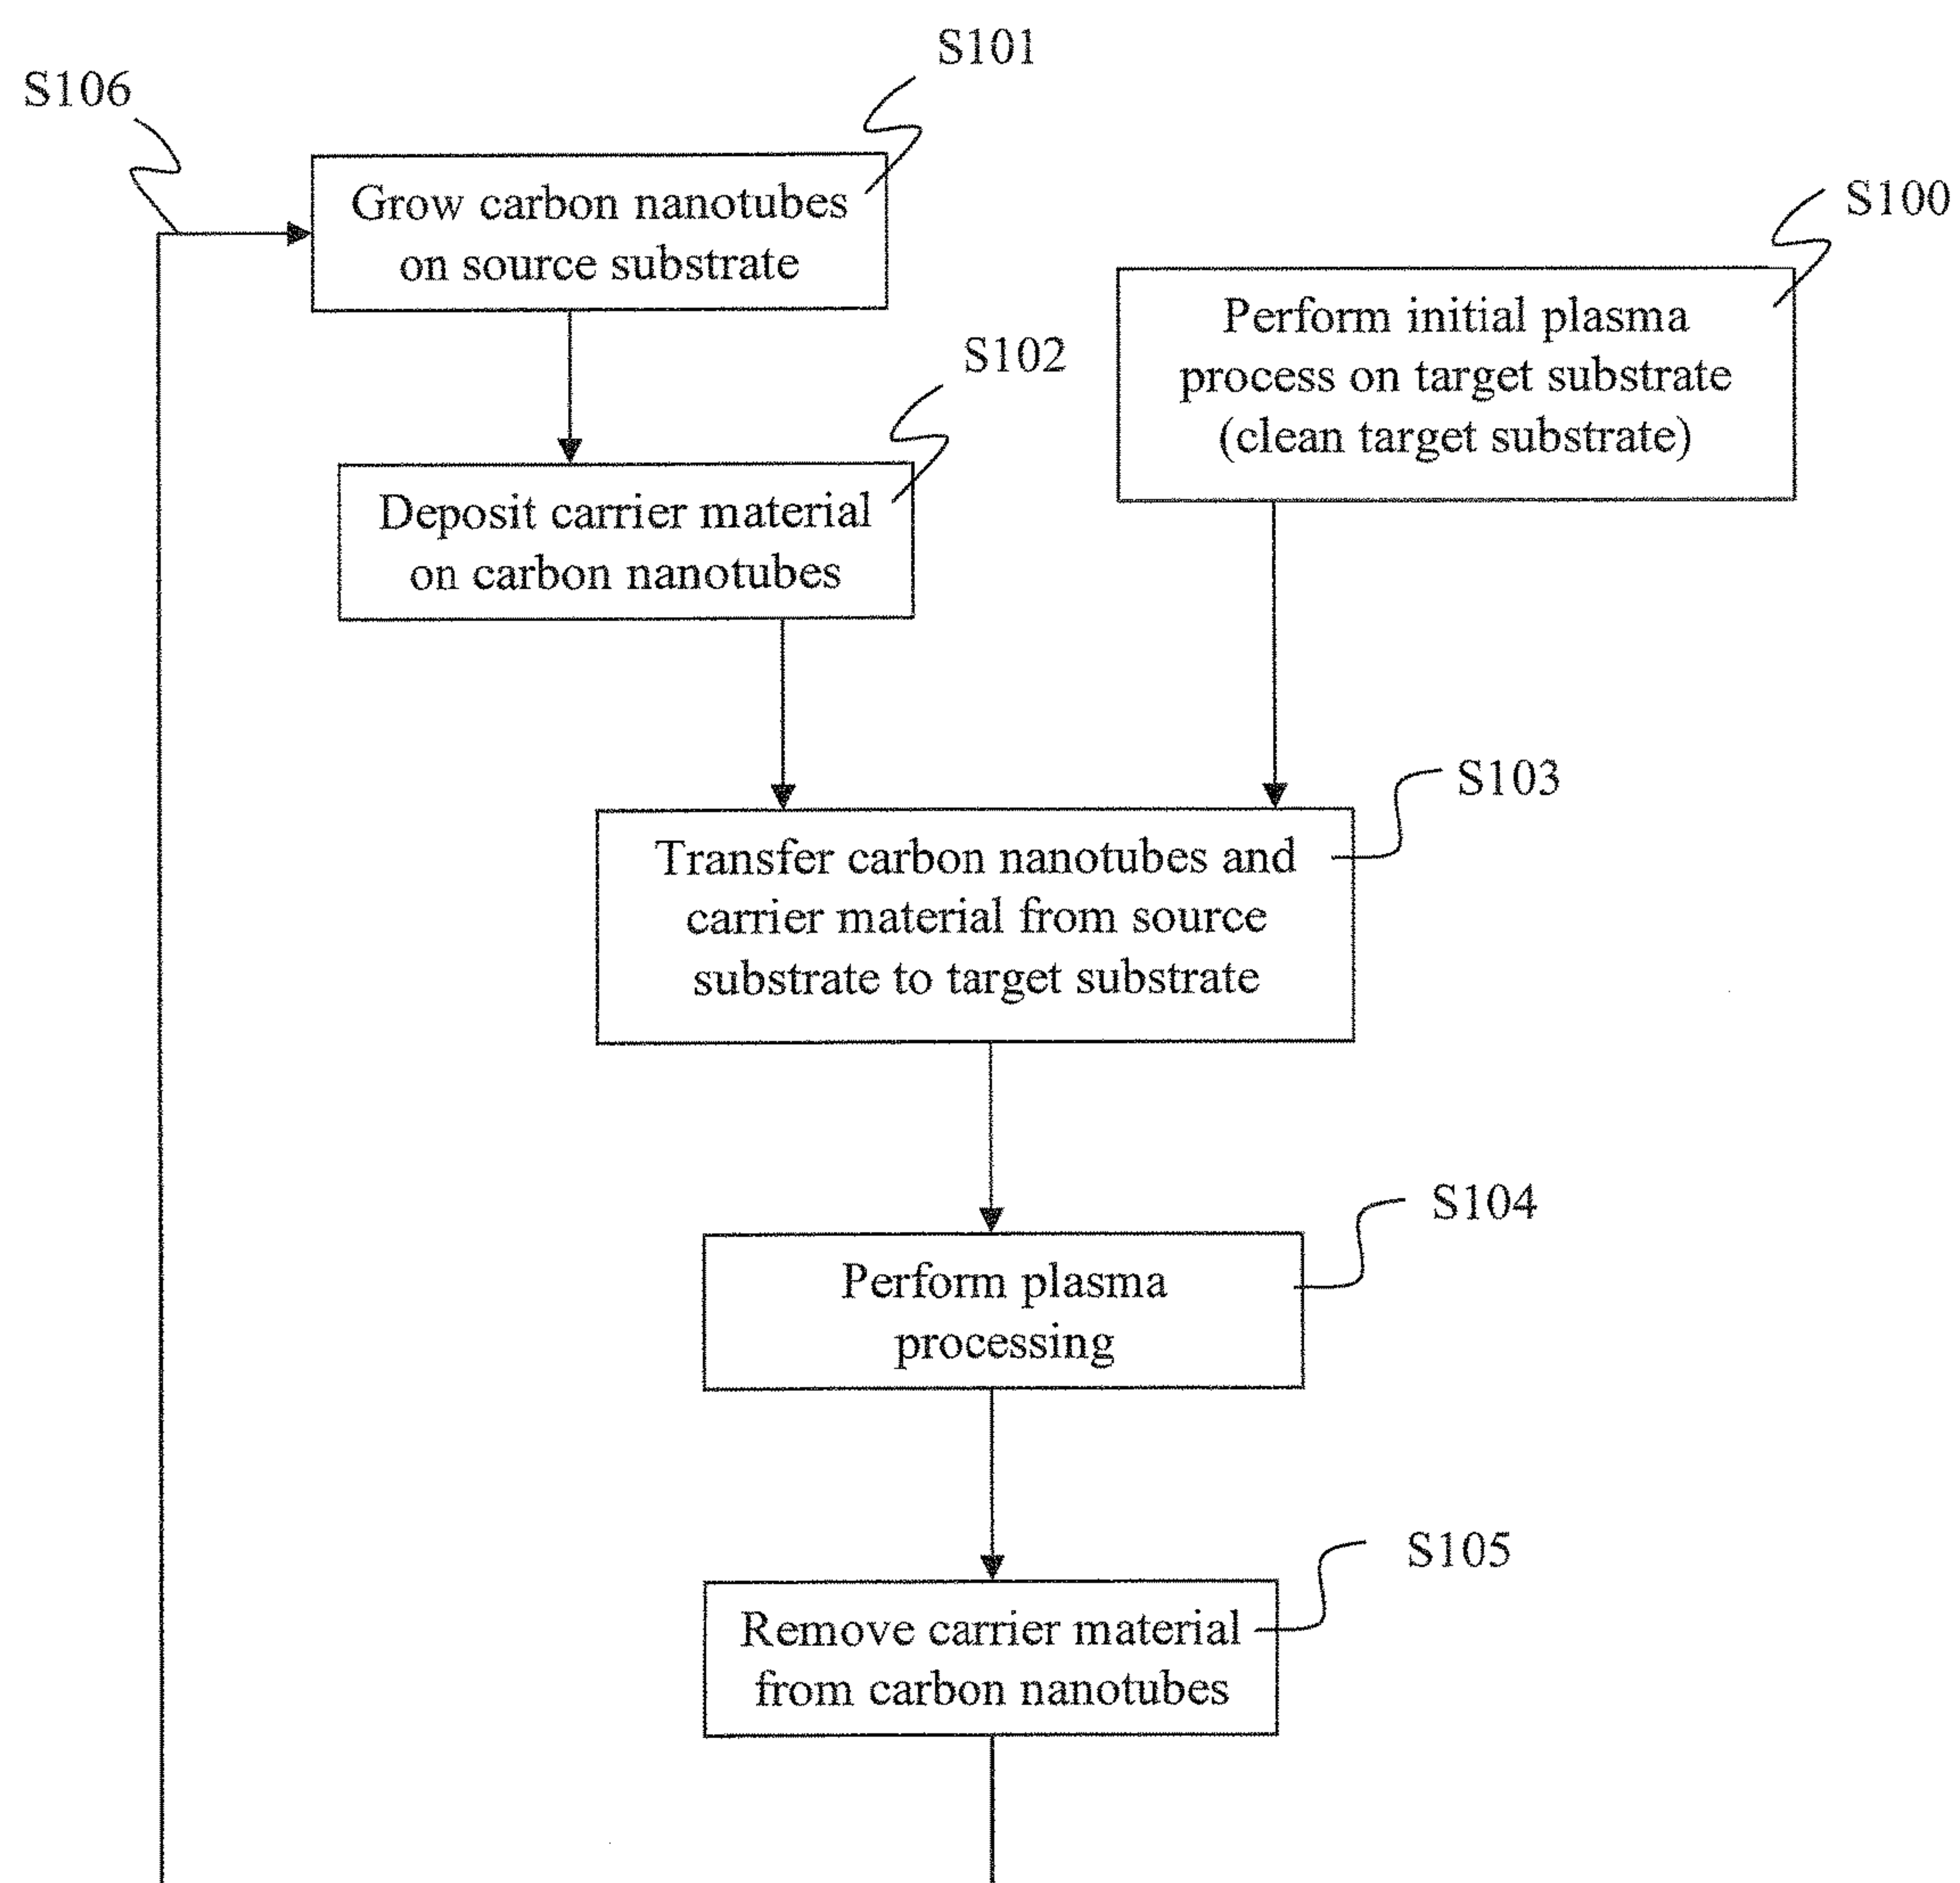 S101
S106
Grow carbon nanotubes
on source substrate
S100
Perform initial plasma
process on target substrate
(clean target substrate)
S102
Deposit carrier material
on carbon nanotubes
S103
Transfer carbon nanotubes and
carrier material from source
substrate to target substrate
S104
Perform plasma
processing
S105
Remove carrier material
from carbon nanotubes